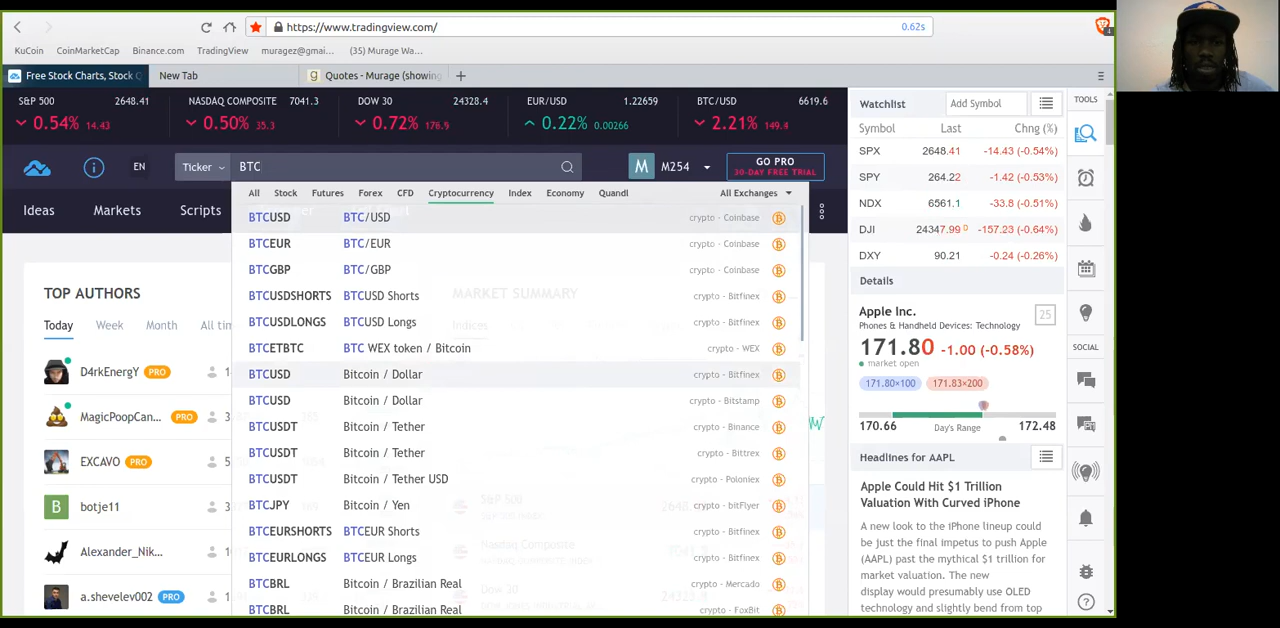 https://www.tradingview.com/
0.62s
KuCoin CoinMarketCap Binance.com TradingView muragez@gmai... (35) Murage Wa...
Free Stock Charts, Stock Q
New Tab
Quotes - Murage (showing
S&P 500 2648.41
0.54% 14.43
NASDAQ COMPOSITE 7041.3
0.50% 35.3
DOW 30 24328.4
0.72% 176.9
EUR/USD 1.22659
0.22% 0.00266
BTC/USD 6619.6
2.21% 149.4
EN
Ticker
BTC
M
M254
GO PRO
30-DAY FREE TRIAL
Ideas Markets Scripts
All Stock Futures Forex CFD Cryptocurrency Index Economy Quandl All Exchanges
BTCUSD BTC/USD crypto - Coinbase
BTCEUR BTC/EUR crypto - Coinbase
BTCGBP BTC/GBP crypto - Coinbase
BTCUSDSHORTS BTCUSD Shorts crypto - Bitfinex
BTCUSDLONGS BTCUSD Longs crypto - Bitfinex
BTCETBTC BTC WEX token / Bitcoin crypto - WEX
BTCUSD Bitcoin / Dollar crypto - Bitfinex
BTCUSD Bitcoin / Dollar crypto - Bitstamp
BTCUSDT Bitcoin / Tether crypto - Binance
BTCUSDT Bitcoin / Tether crypto - Bittrex
BTCUSDT Bitcoin / Tether USD crypto - Poloniex
BTCJPY Bitcoin / Yen crypto - bitFlyer
BTCEURSHORTS BTCEUR Shorts crypto - Bitfinex
BTCEURLONGS BTCEUR Longs crypto - Bitfinex
BTCBRL Bitcoin / Brazilian Real crypto - Mercado
BTCBRL Bitcoin / Brazilian Real crypto - FoxBit
MARKET SUMMARY
Indices
S&P 500
Nasdaq Composite
Dow 30
TOP AUTHORS
Today Week Month All tim
D4rkEnergY PRO
MagicPoopCan... PRO
EXCAVO PRO
B botje11
Alexander_Nik...
a.shevelev002 PRO
Watchlist
Add Symbol
Symbol Last Chng (%)
SPX 2648.41 -14.43 (-0.54%)
SPY 264.22 -1.42 (-0.53%)
NDX 6561.1 -33.8 (-0.51%)
DJI 24347.99 D -157.23 (-0.64%)
DXY 90.21 -0.24 (-0.26%)
Details
Apple Inc.
25
Phones & Handheld Devices: Technology
171.80 -1.00 (-0.58%)
market open
171.80×100 171.83×200
170.66 Day's Range 172.48
Headlines for AAPL
Apple Could Hit $1 Trillion
Valuation With Curved iPhone
A new look to the iPhone lineup could
be just the final impetus to push Apple
(AAPL) past the mythical $1 trillion for
market valuation. The new
display would presumably use OLED
technology and slightly bend from top
TOOLS
SOCIAL